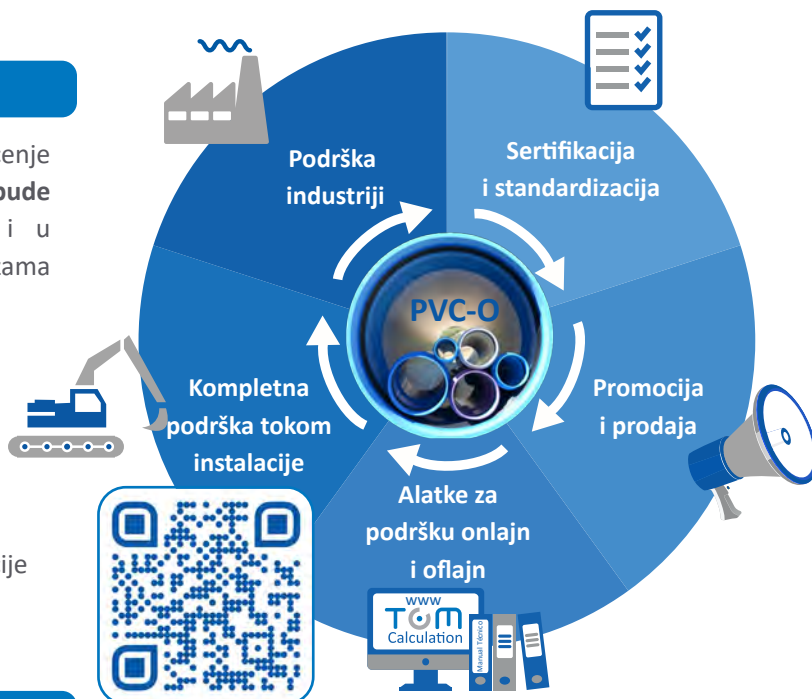 enje
bude
i u
ama
Podrška
industriji
Sertifikacija
i standardizacija
PVC-O
Promocija
i prodaja
Kompletna
podrška tokom
instalacije
Alatke za
podršku onlajn
i oflajn
ije
www
TOM
Calculation
Manual Técnico